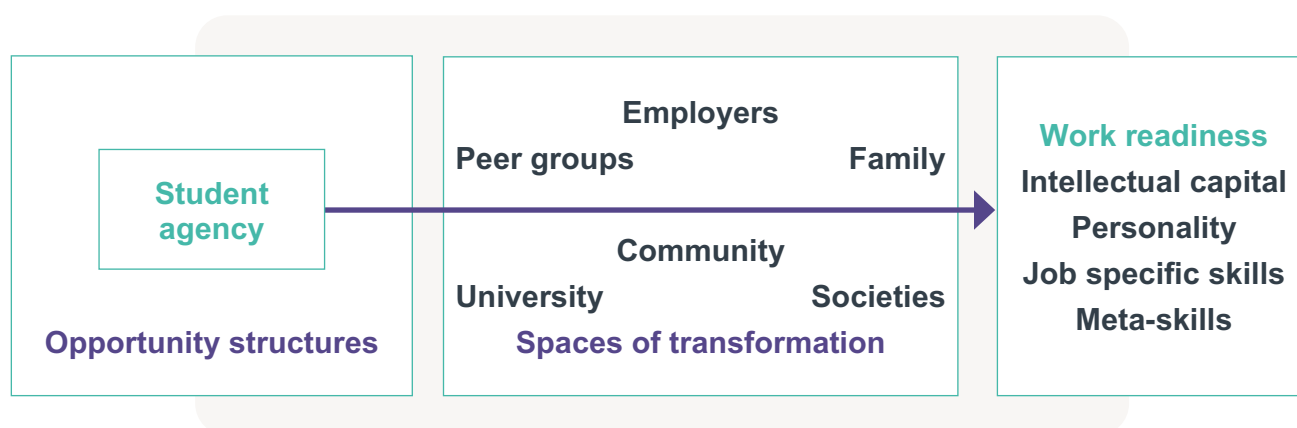 Student
agency
Opportunity structures
Employers
Peer groups Family
Community
University Societies
Spaces of transformation
Work readiness
Intellectual capital
Personality
Job specific skills
Meta-skills